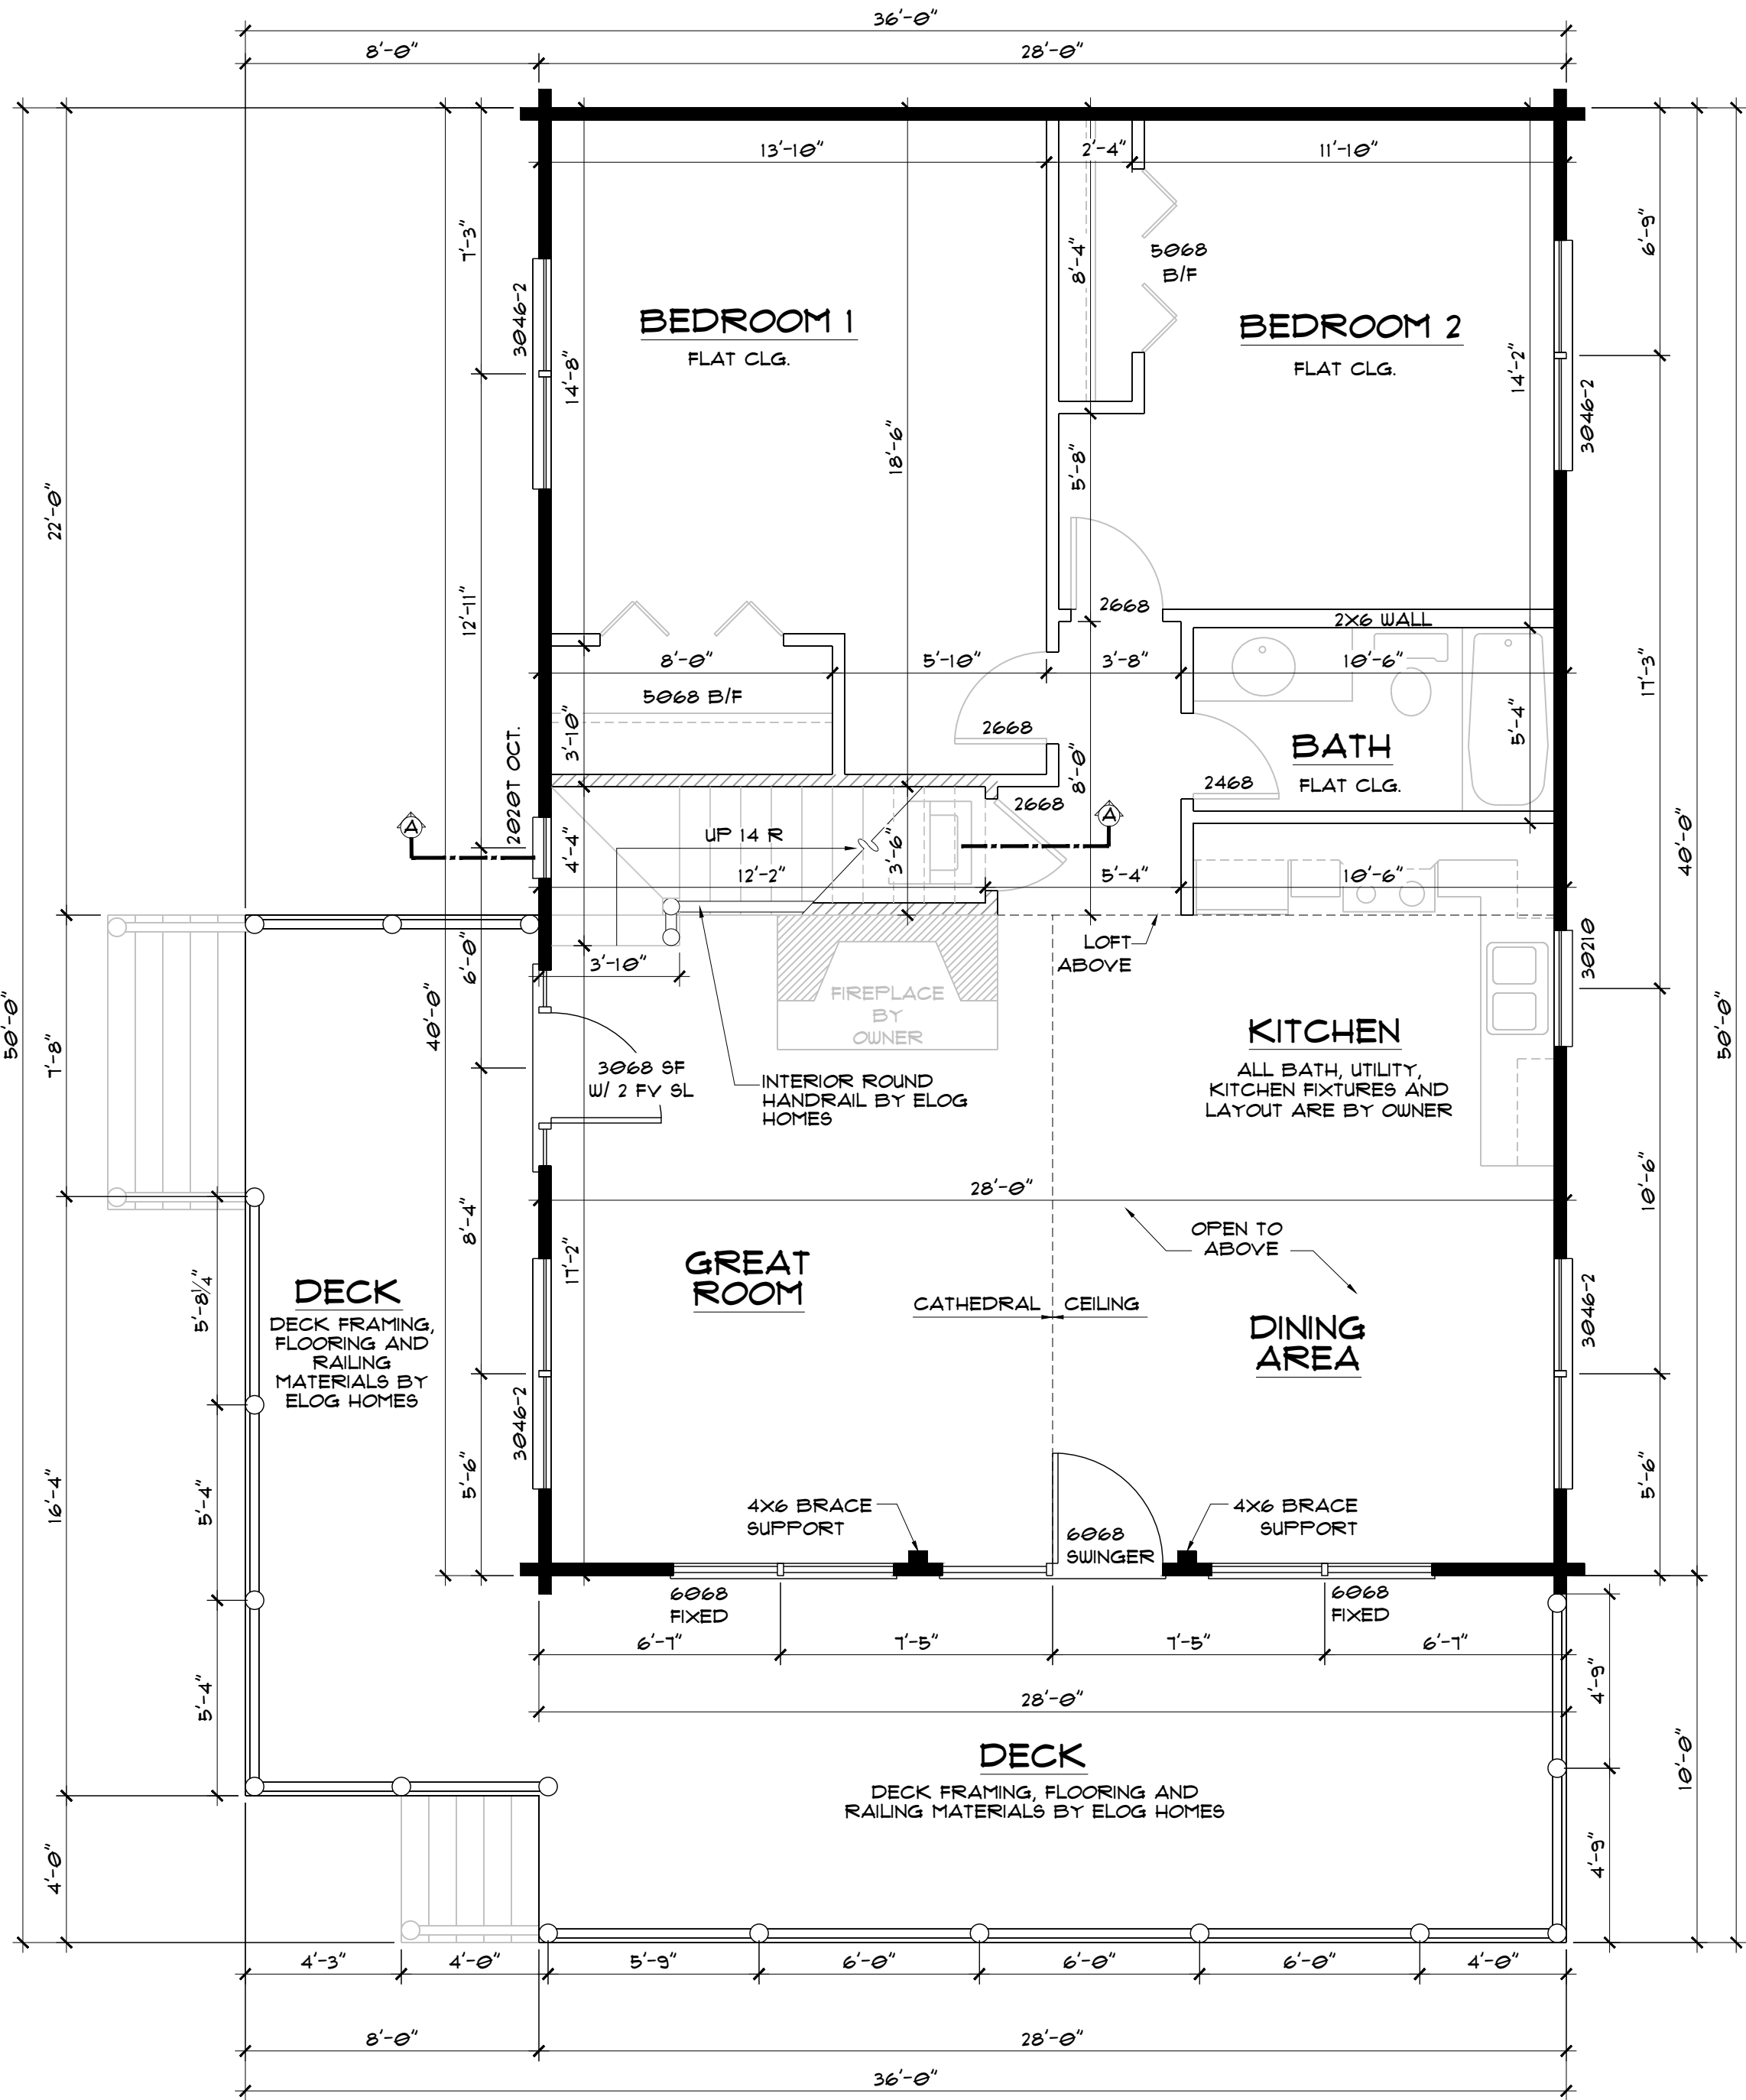 36'-0"
8'-0"
28'-0"
13'-10"
2'-4"
11'-10"
7'-3"
6'-9"
8'-4"
5068
B/F
3046-2
BEDROOM 1
FLAT CLG.
BEDROOM 2
FLAT CLG.
14'-8"
14'-2"
3046-2
18'-6"
5'-8"
22'-0"
12'-11"
2668
2X6 WALL
8'-0"
5'-10"
3'-8"
10'-6"
17'-3"
5068 B/F
3'-10"
2668
5'-4"
BATH
FLAT CLG.
2020T OCT.
8'-0"
2468
2668
A
A
UP 14 R
4'-4"
3'-6"
12'-2"
5'-4"
10'-6"
40'-0"
LOFT
ABOVE
30210
6'-0"
3'-10"
FIREPLACE
BY
OWNER
50'-0"
7'-8"
40'-0"
50'-0"
KITCHEN
ALL BATH, UTILITY,
KITCHEN FIXTURES AND
LAYOUT ARE BY OWNER
3068 SF
W/ 2 FV SL
INTERIOR ROUND
HANDRAIL BY ELOG
HOMES
28'-0"
10'-6"
8'-4"
17'-2"
OPEN TO
ABOVE
GREAT
ROOM
5'-8 1/4"
DECK
DECK FRAMING,
FLOORING AND
RAILING
MATERIALS BY
ELOG HOMES
CATHEDRAL CEILING
DINING
AREA
3046-2
3046-2
16'-4"
5'-4"
5'-6"
5'-6"
4X6 BRACE
SUPPORT
4X6 BRACE
SUPPORT
6068
SWINGER
6068
FIXED
6068
FIXED
6'-7"
7'-5"
7'-5"
6'-7"
5'-4"
4'-9"
28'-0"
10'-0"
DECK
DECK FRAMING, FLOORING AND
RAILING MATERIALS BY ELOG HOMES
4'-0"
4'-9"
4'-3"
4'-0"
5'-9"
6'-0"
6'-0"
6'-0"
4'-0"
8'-0"
28'-0"
36'-0"